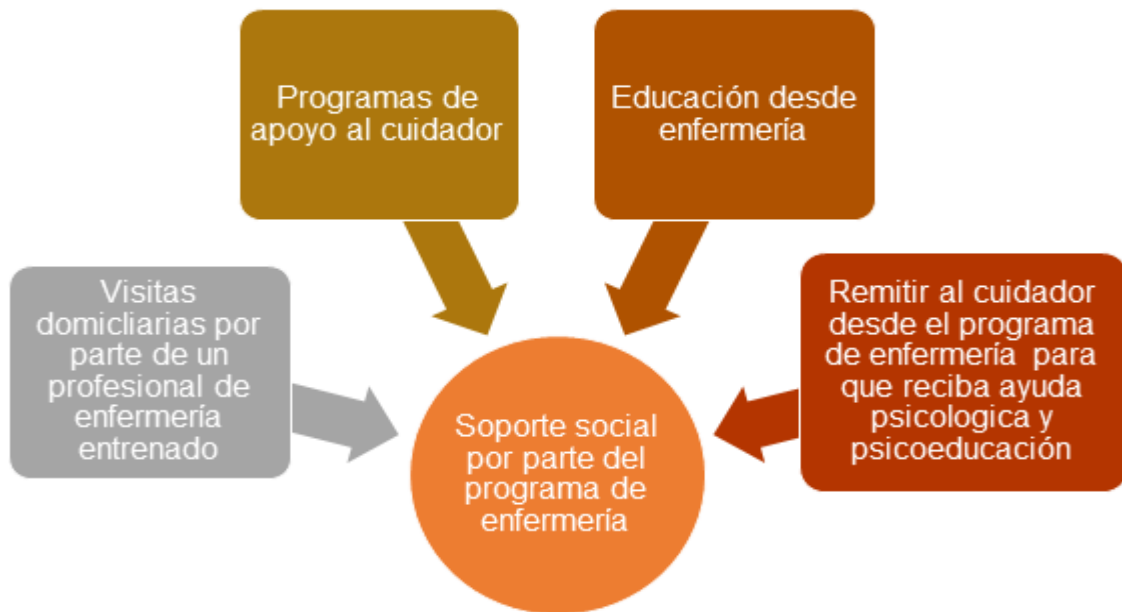 Programas de
apoyo al cuidador
Educación desde
enfermería
Visitas
domicliarias por
parte de un
profesional de
enfermería
entrenado
Remitir al cuidador
desde el programa
de enfermería para
que reciba ayuda
psicologica y
psicoeducación
Soporte social
por parte del
programa de
enfermería